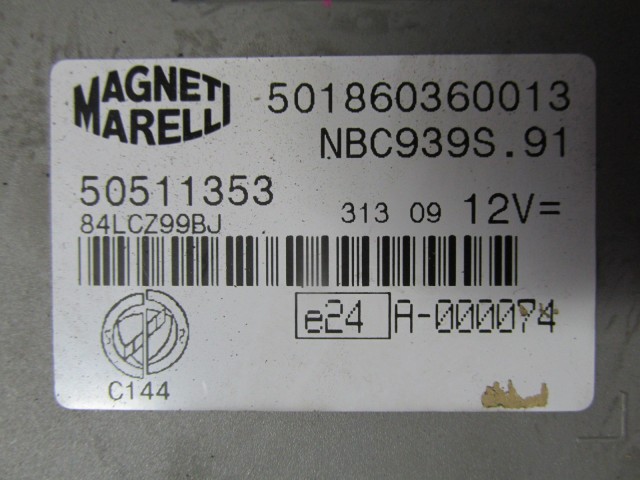 MAGNETI
MARELLI
501860360013
NBC939S.91
50511353
84LCZ99BJ
313 09 12V=
e24 A-000074
C144